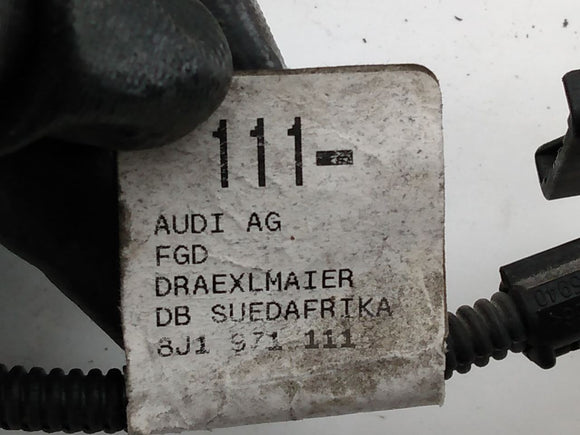 111-
AUDI AG
FGD
DRAEXLMAIER
DB SUEDAFRIKA
8J1 971 111